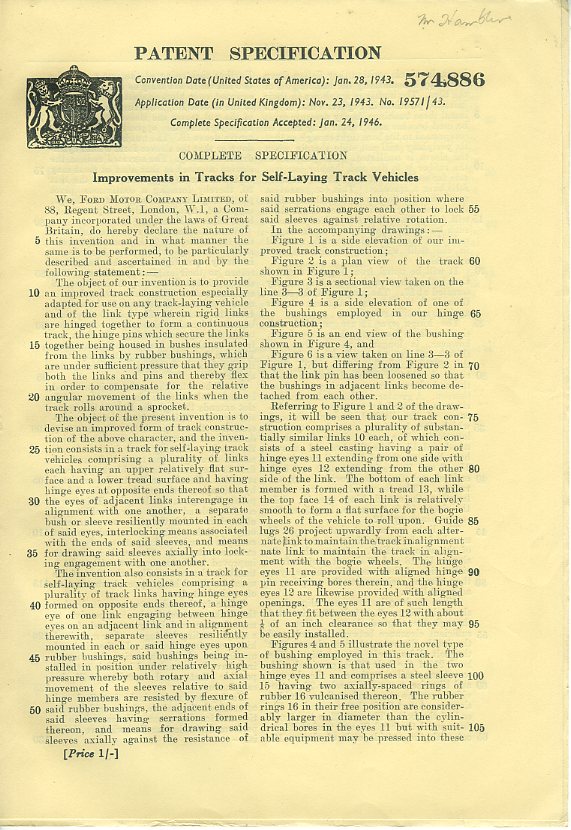 Mr Hamblin
PATENT SPECIFICATION
Convention Date (United States of America): Jan. 28, 1943. 574,886
Application Date (in United Kingdom): Nov. 23, 1943. No. 19571/43.
Complete Specification Accepted: Jan. 24, 1946.
COMPLETE SPECIFICATION
Improvements in Tracks for Self-Laying Track Vehicles
We, FORD MOTOR COMPANY LIMITED, of
88, Regent Street, London, W.1, a Com-
pany incorporated under the laws of Great
Britain, do hereby declare the nature of
5 this invention and in what manner the
same is to be performed, to be particularly
described and ascertained in and by the
following statement:—
The object of our invention is to provide
10 an improved track construction especially
adapted for use on any track-laying vehicle
and of the link type wherein rigid links
are hinged together to form a continuous
track, the hinge pins which secure the links
15 together being housed in bushes insulated
from the links by rubber bushings, which
are under sufficient pressure that they grip
both the links and pins and thereby flex
in order to compensate for the relative
20 angular movement of the links when the
track rolls around a sprocket.
The object of the present invention is to
devise an improved form of track construc-
tion of the above character, and the inven-
25 tion consists in a track for self-laying track
vehicles comprising a plurality of links
each having an upper relatively flat sur-
face and a lower tread surface and having
hinge eyes at opposite ends thereof so that
30 the eyes of adjacent links interengage in
alignment with one another, a separate
bush or sleeve resiliently mounted in each
of said eyes, interlocking means associated
with the ends of said sleeves, and means
35 for drawing said sleeves axially into lock-
ing engagement with one another.
The invention also consists in a track for
self-laying track vehicles comprising a
plurality of track links having hinge eyes
40 formed on opposite ends thereof, a hinge
eye of one link engaging between hinge
eyes on an adjacent link and in alignment
therewith, separate sleeves resiliently
mounted in each or said hinge eyes upon
45 rubber bushings, said bushings being in-
stalled in position under relatively high
pressure whereby both rotary and axial
movement of the sleeves relative to said
hinge members are resisted by flexure of
50 said rubber bushings, the adjacent ends of
said sleeves having serrations formed
thereon, and means for drawing said
sleeves axially against the resistance of
[Price 1/-]
said rubber bushings into position where
said serrations engage each other to lock 55
said sleeves against relative rotation.
In the accompanying drawings:—
Figure 1 is a side elevation of our im-
proved track construction;
Figure 2 is a plan view of the track 60
shown in Figure 1;
Figure 3 is a sectional view taken on the
line 3—3 of Figure 1;
Figure 4 is a side elevation of one of
the bushings employed in our hinge 65
construction;
Figure 5 is an end view of the bushing
shown in Figure 4, and
Figure 6 is a view taken on line 3—3 of
Figure 1, but differing from Figure 2 in 70
that the link pin has been loosened so that
the bushings in adjacent links become de-
tached from each other.
Referring to Figure 1 and 2 of the draw-
ings, it will be seen that our track con- 75
struction comprises a plurality of substan-
tially similar links 10 each, of which con-
sists of a steel casting having a pair of
hinge eyes 11 extending from one side with
hinge eyes 12 extending from the other 80
side of the link. The bottom of each link
member is formed with a tread 13, while
the top face 14 of each link is relatively
smooth to form a flat surface for the bogie
wheels of the vehicle to roll upon. Guide 85
lugs 26 project upwardly from each alter-
nate link to maintain the track in alignment
nate link to maintain the track in align-
ment with the bogie wheels. The hinge
eyes 11 are provided with aligned hinge 90
pin receiving bores therein, and the hinge
eyes 12 are likewise provided with aligned
openings. The eyes 11 are of such length
that they fit between the eyes 12 with about
⅛ of an inch clearance so that they may 95
be easily installed.
Figures 4 and 5 illustrate the novel type
of bushing employed in this track. The
bushing shown is that used in the two
hinge eyes 11 and comprises a steel sleeve 100
15 having two axially-spaced rings of
rubber 16 vulcanised thereon. The rubber
rings 16 in their free position are consider-
ably larger in diameter than the cylin-
drical bores in the eyes 11 but with suit- 105
able equipment may be pressed into these